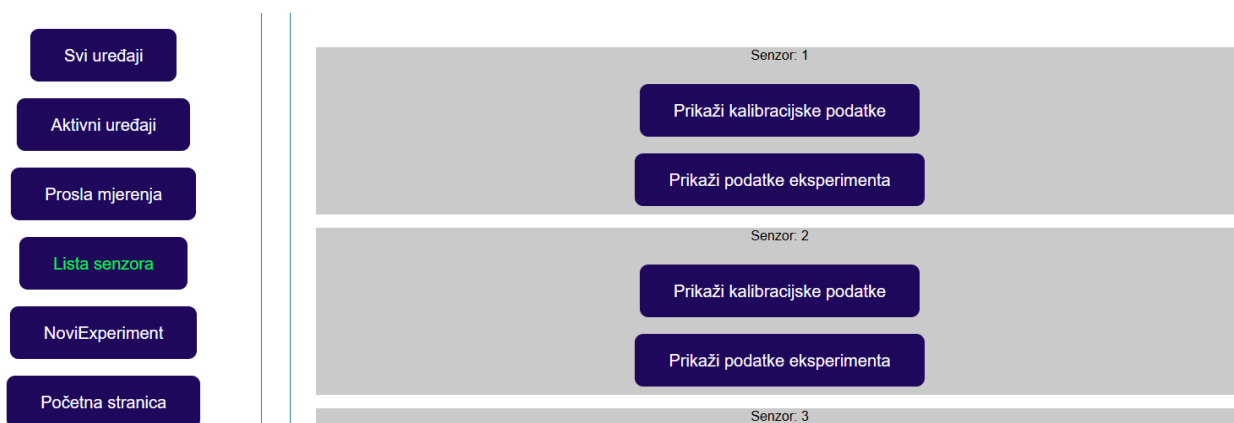 Svi uređaji
Aktivni uređaji
Prosla mjerenja
Lista senzora
NoviExperiment
Početna stranica
Senzor: 1
Prikaži kalibracijske podatke
Prikaži podatke eksperimenta
Senzor: 2
Prikaži kalibracijske podatke
Prikaži podatke eksperimenta
Senzor: 3